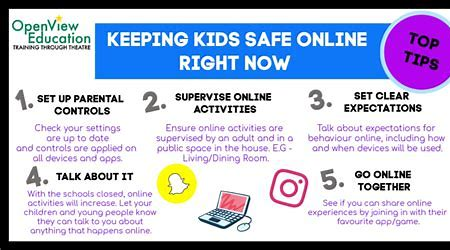 OpenView
Education
TRAINING THROUGH THEATRE
KEEPING KIDS SAFE ONLINE
RIGHT NOW
TOP
TIPS
1. SET UP PARENTAL
CONTROLS
Check your settings
are up to date
and controls are applied on
all devices and apps.
2. SUPERVISE ONLINE
ACTIVITIES
Ensure online activities are
supervised by an adult and in a
public space in the house. E.G -
Living/Dining Room.
3. SET CLEAR
EXPECTATIONS
Talk about expectations for
behaviour online, including how
and when devices will be used.
4. TALK ABOUT IT
With the schools closed, online
activities will increase. Let your
children and young people know
they can talk to you about
anything that happens online.
5. GO ONLINE
TOGETHER
See if you can share online
experiences by joining in with their
favourite app/game.